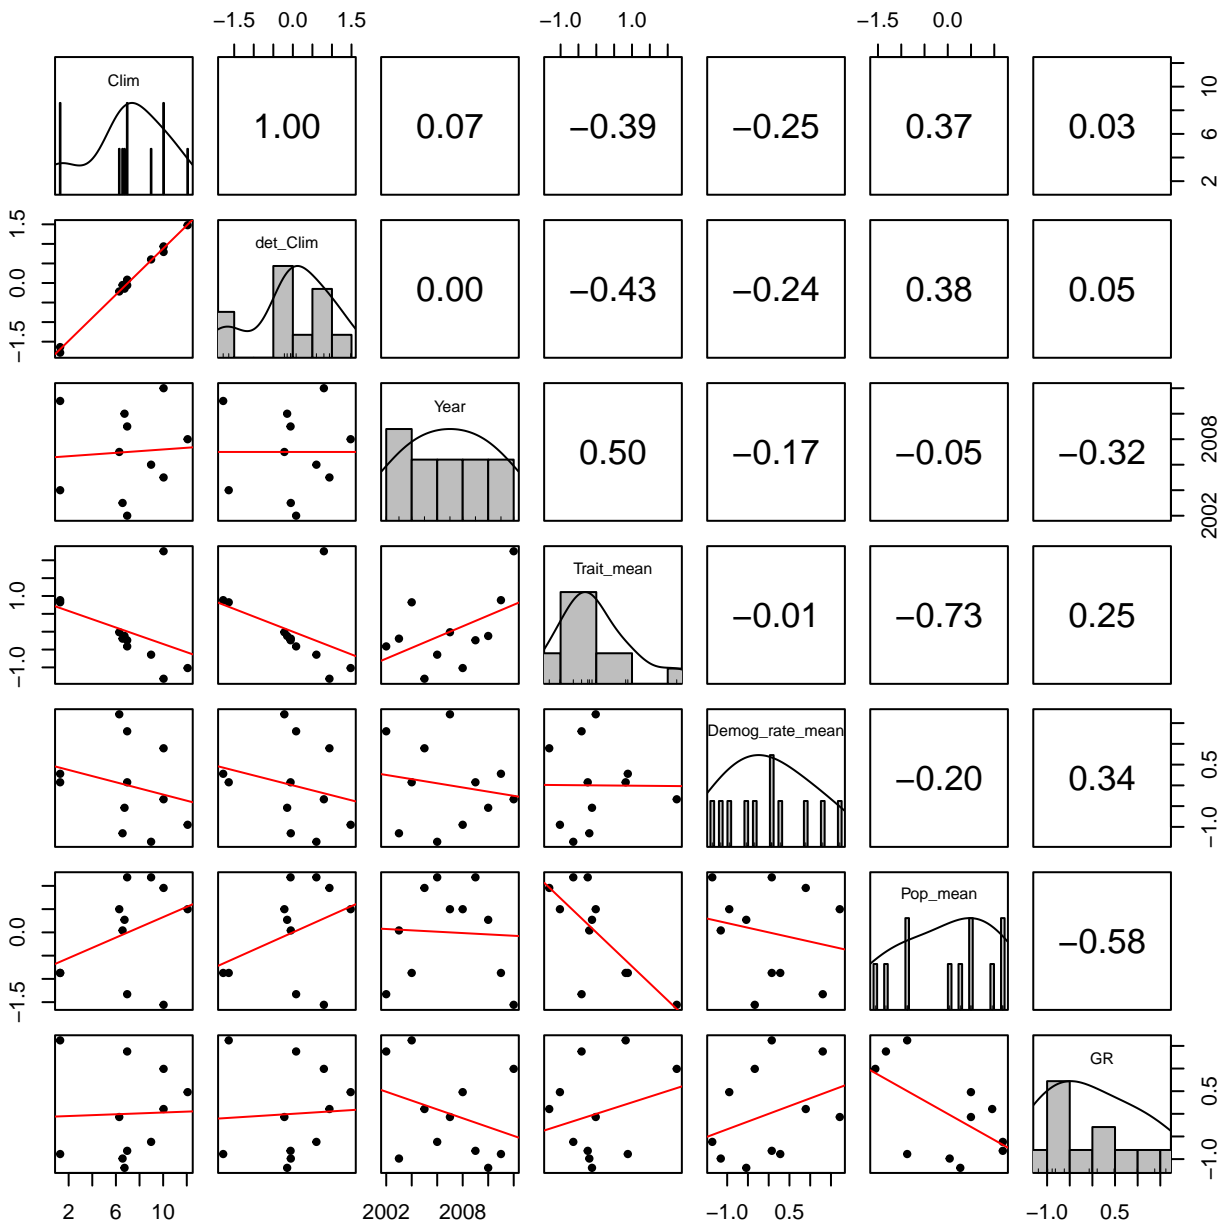 −1.5 0.0 1.5 −1.0 1.0 −1.5 0.0
Clim
1.00 0.07 −0.39 −0.25 0.37 0.03
2 6 10
det_Clim
−1.5 0.0 1.5
0.00 −0.43 −0.24 0.38 0.05
Year
0.50 −0.17 −0.05 −0.32
2002 2008
Trait_mean
−1.0 1.0
−0.01 −0.73 0.25
Demog_rate_mean
−0.20 0.34
−1.0 0.5
Pop_mean
−1.5 0.0
−0.58
GR
−1.0 0.5
2 6 10 2002 2008 −1.0 0.5 −1.0 0.5